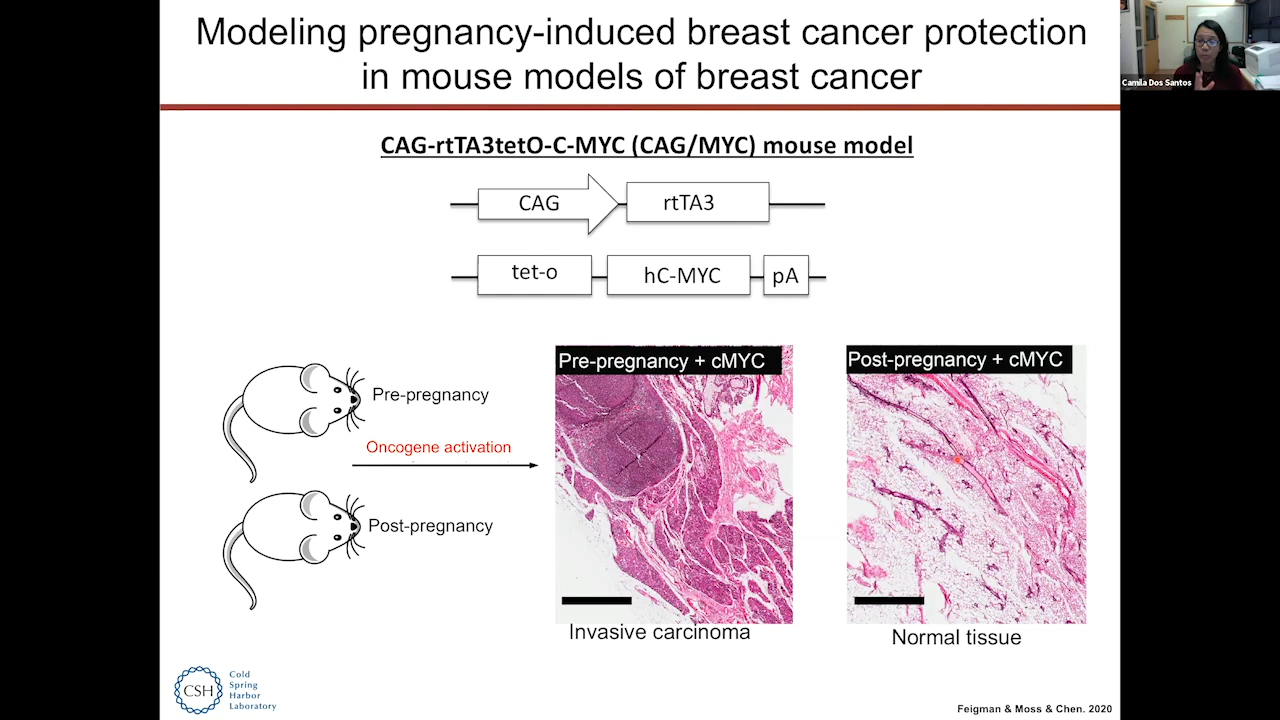 Modeling pregnancy-induced breast cancer protection
in mouse models of breast cancer
Camila Dos Santos
CAG-rtTA3tetO-C-MYC (CAG/MYC) mouse model
CAG
rtTA3
tet-o
hC-MYC
pA
Pre-pregnancy
Oncogene activation
Post-pregnancy
Pre-pregnancy + cMYC
Post-pregnancy + cMYC
Invasive carcinoma
Normal tissue
CSH
Cold
Spring
Harbor
Laboratory
Feigman & Moss & Chen. 2020